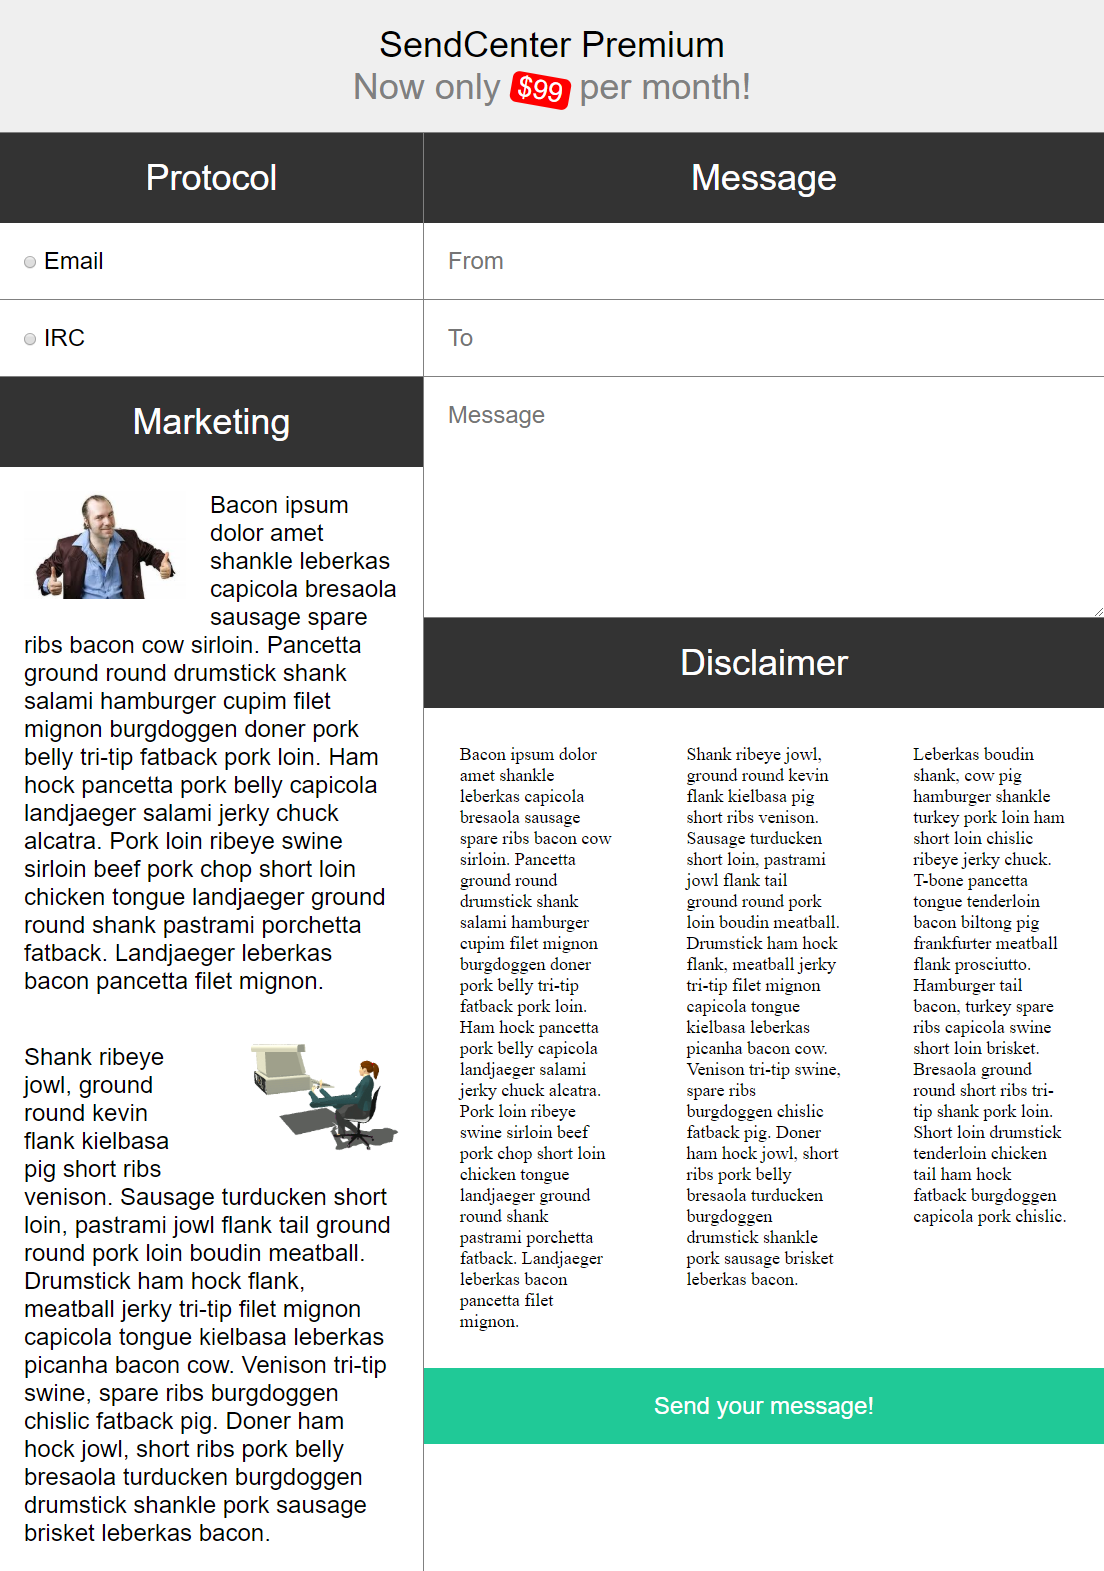 SendCenter Premium
Now only $99 per month!
Protocol
Email
IRC
Marketing
Bacon ipsum
dolor amet
shankle leberkas
capicola bresaola
sausage spare
ribs bacon cow sirloin. Pancetta
ground round drumstick shank
salami hamburger cupim filet
mignon burgdoggen doner pork
belly tri-tip fatback pork loin. Ham
hock pancetta pork belly capicola
landjaeger salami jerky chuck
alcatra. Pork loin ribeye swine
sirloin beef pork chop short loin
chicken tongue landjaeger ground
round shank pastrami porchetta
fatback. Landjaeger leberkas
bacon pancetta filet mignon.
Shank ribeye
jowl, ground
round kevin
flank kielbasa
pig short ribs
venison. Sausage turducken short
loin, pastrami jowl flank tail ground
round pork loin boudin meatball.
Drumstick ham hock flank,
meatball jerky tri-tip filet mignon
capicola tongue kielbasa leberkas
picanha bacon cow. Venison tri-tip
swine, spare ribs burgdoggen
chislic fatback pig. Doner ham
hock jowl, short ribs pork belly
bresaola turducken burgdoggen
drumstick shankle pork sausage
brisket leberkas bacon.
Message
From
To
Message
Disclaimer
Bacon ipsum dolor
amet shankle
leberkas capicola
bresaola sausage
spare ribs bacon cow
sirloin. Pancetta
ground round
drumstick shank
salami hamburger
cupim filet mignon
burgdoggen doner
pork belly tri-tip
fatback pork loin.
Ham hock pancetta
pork belly capicola
landjaeger salami
jerky chuck alcatra.
Pork loin ribeye
swine sirloin beef
pork chop short loin
chicken tongue
landjaeger ground
round shank
pastrami porchetta
fatback. Landjaeger
leberkas bacon
pancetta filet
mignon.
Shank ribeye jowl,
ground round kevin
flank kielbasa pig
short ribs venison.
Sausage turducken
short loin, pastrami
jowl flank tail
ground round pork
loin boudin meatball.
Drumstick ham hock
flank, meatball jerky
tri-tip filet mignon
capicola tongue
kielbasa leberkas
picanha bacon cow.
Venison tri-tip swine,
spare ribs
burgdoggen chislic
fatback pig. Doner
ham hock jowl, short
ribs pork belly
bresaola turducken
burgdoggen
drumstick shankle
pork sausage brisket
leberkas bacon.
Leberkas boudin
shank, cow pig
hamburger shankle
turkey pork loin ham
short loin chislic
ribeye jerky chuck.
T-bone pancetta
tongue tenderloin
bacon biltong pig
frankfurter meatball
flank prosciutto.
Hamburger tail
bacon, turkey spare
ribs capicola swine
short loin brisket.
Bresaola ground
round short ribs tri-
tip shank pork loin.
Short loin drumstick
tenderloin chicken
tail ham hock
fatback burgdoggen
capicola pork chislic.
Send your message!